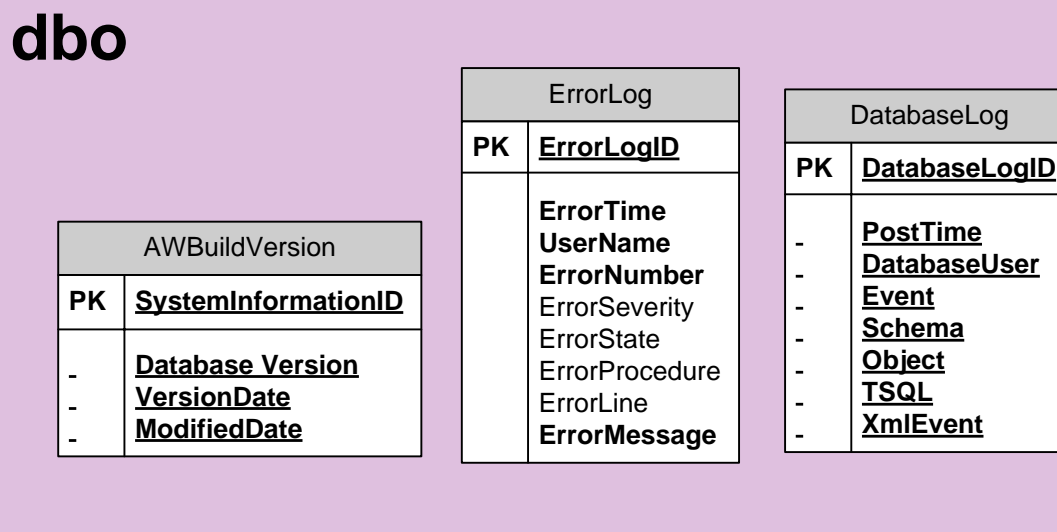 dbo
AWBuildVersion
PK SystemInformationID
- Database Version
- VersionDate
- ModifiedDate
ErrorLog
PK ErrorLogID
ErrorTime
UserName
ErrorNumber
ErrorSeverity
ErrorState
ErrorProcedure
ErrorLine
ErrorMessage
DatabaseLog
PK DatabaseLogID
- PostTime
- DatabaseUser
- Event
- Schema
- Object
- TSQL
- XmlEvent